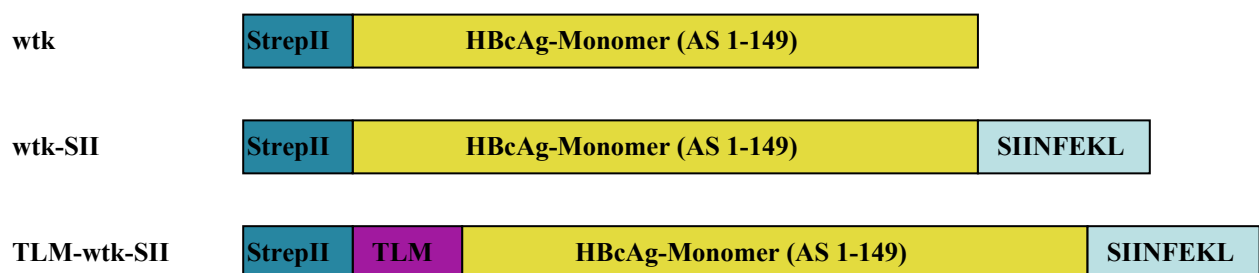 wtk StrepII HBcAg-Monomer (AS 1-149)
wtk-SII StrepII HBcAg-Monomer (AS 1-149) SIINFEKL
TLM-wtk-SII StrepII TLM HBcAg-Monomer (AS 1-149) SIINFEKL